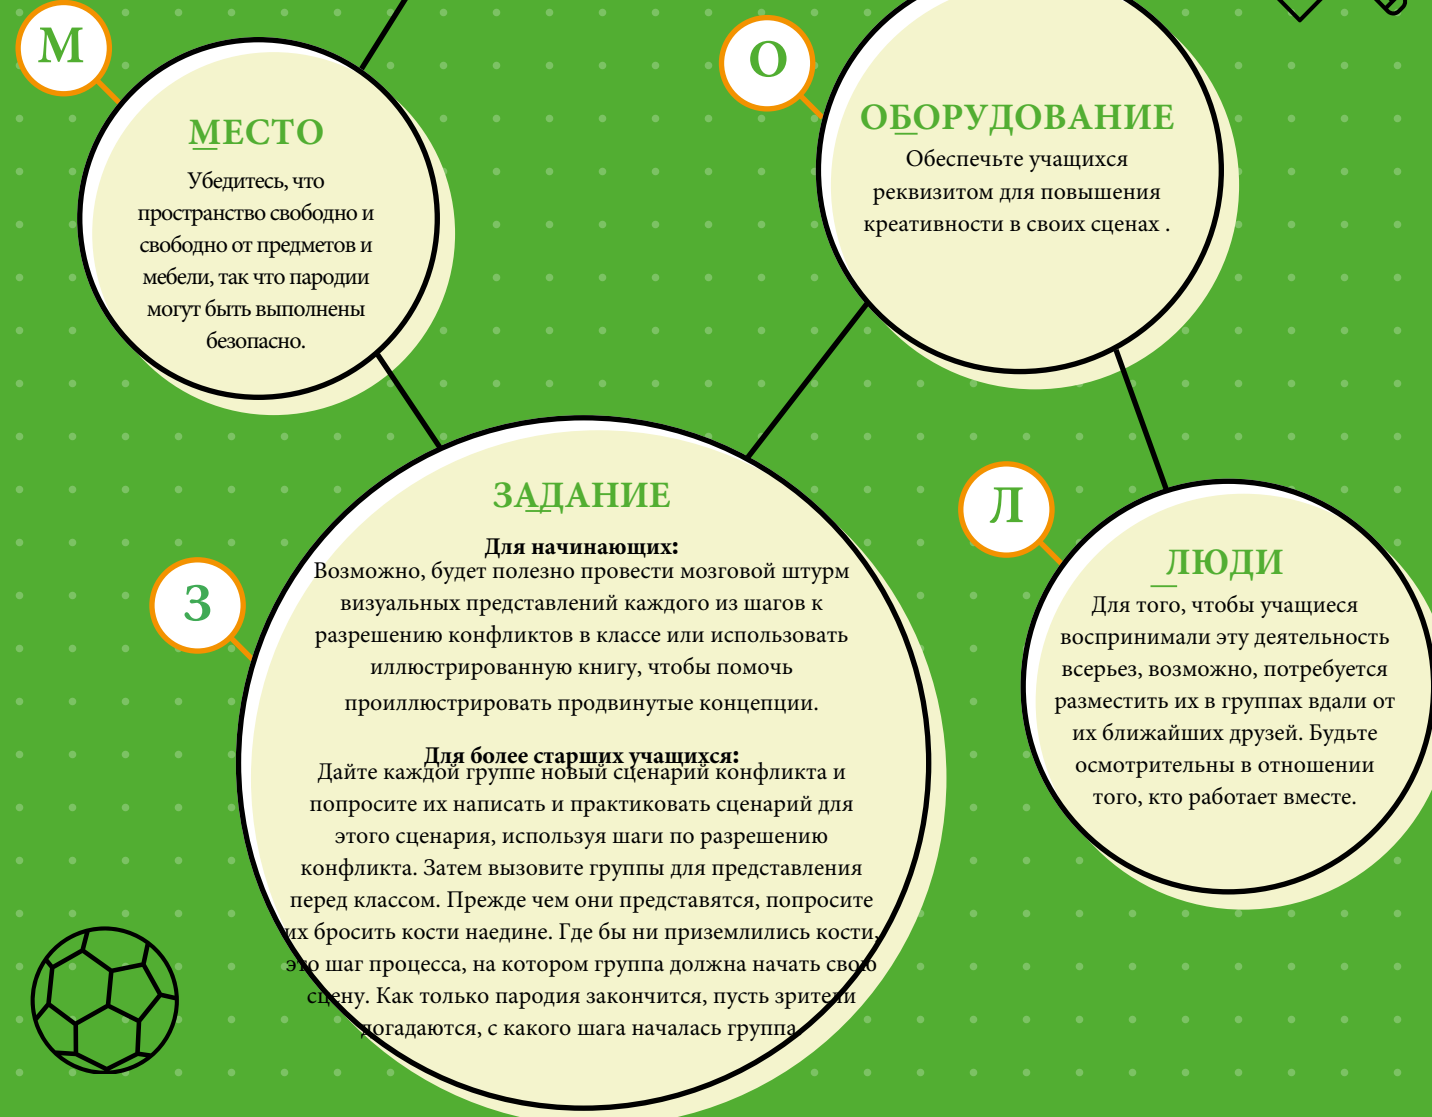 М
МЕСТО
Убедитесь, что
пространство свободно и
свободно от предметов и
мебели, так что пародии
могут быть выполнены
безопасно.
О
ОБОРУДОВАНИЕ
Обеспечьте учащихся
реквизитом для повышения
креативности в своих сценах .
З
ЗАДАНИЕ
Для начинающих:
Возможно, будет полезно провести мозговой штурм
визуальных представлений каждого из шагов к
разрешению конфликтов в классе или использовать
иллюстрированную книгу, чтобы помочь
проиллюстрировать продвинутые концепции.
Для более старших учащихся:
Дайте каждой группе новый сценарий конфликта и
попросите их написать и практиковать сценарий для
этого сценария, используя шаги по разрешению
конфликта. Затем вызовите группы для представления
перед классом. Прежде чем они представятся, попросите
их бросить кости наедине. Где бы ни приземлились кости,
это шаг процесса, на котором группа должна начать свою
сцену. Как только пародия закончится, пусть зрители
догадаются, с какого шага началась группа.
Л
ЛЮДИ
Для того, чтобы учащиеся
воспринимали эту деятельность
всерьез, возможно, потребуется
разместить их в группах вдали от
их ближайших друзей. Будьте
осмотрительны в отношении
того, кто работает вместе.